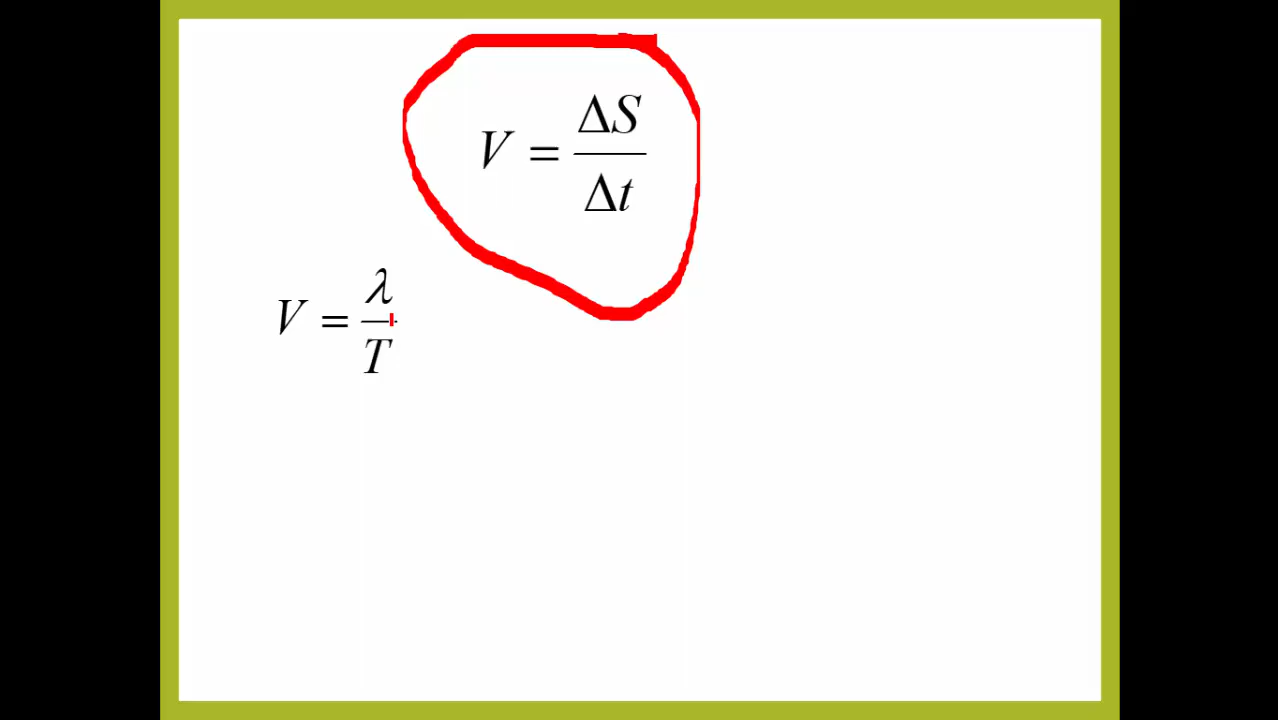 V = ΔS/Δt
V = λ/T